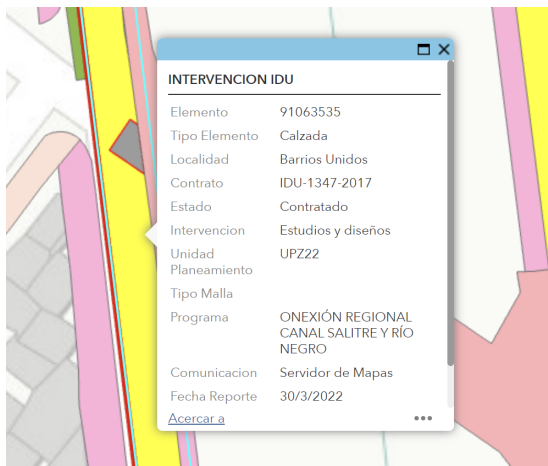 INTERVENCION IDU
Elemento 91063535
Tipo Elemento Calzada
Localidad Barrios Unidos
Contrato IDU-1347-2017
Estado Contratado
Intervencion Estudios y diseños
Unidad Planeamiento UPZ22
Tipo Malla
Programa ONEXIÓN REGIONAL
CANAL SALITRE Y RÍO
NEGRO
Comunicacion Servidor de Mapas
Fecha Reporte 30/3/2022
Acercar a